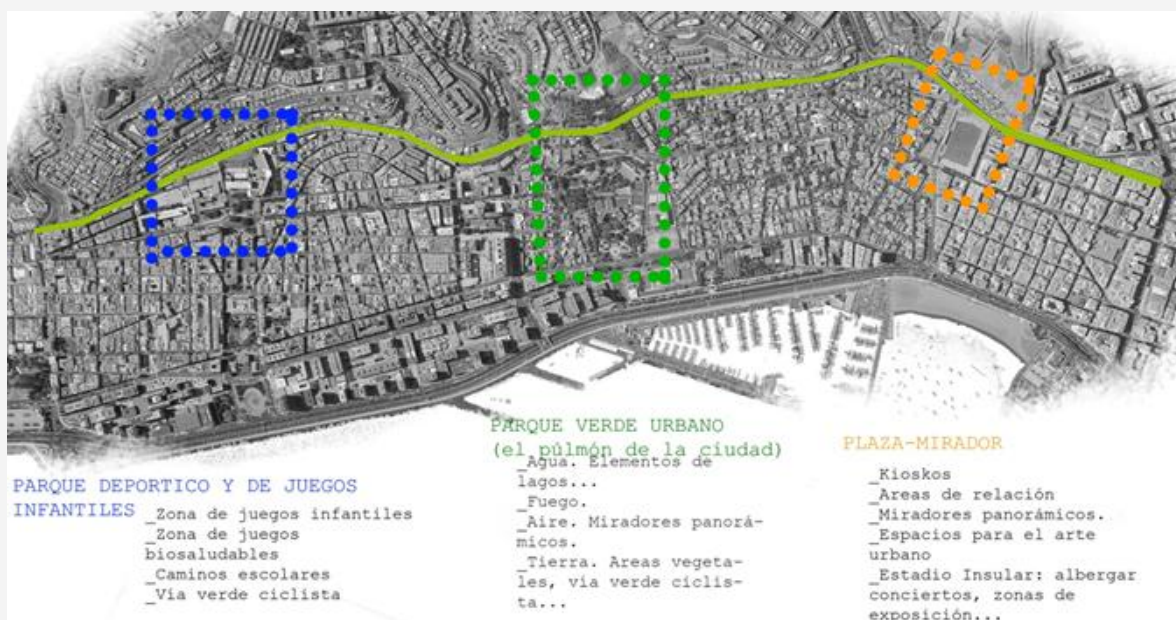 PARQUE DEPORTICO Y DE JUEGOS
INFANTILES
_Zona de juegos infantiles
_Zona de juegos
biosaludables
_Caminos escolares
_Vía verde ciclista
PARQUE VERDE URBANO
(el púlmón de la ciudad)
_Agua. Elementos de
lagos...
_Fuego.
_Aire. Miradores panorá-
micos.
_Tierra. Areas vegeta-
les, vía verde ciclis-
ta...
PLAZA-MIRADOR
_Kioskos
_Areas de relación
_Miradores panorámicos.
_Espacios para el arte
urbano
_Estadio Insular: albergar
conciertos, zonas de
exposición...